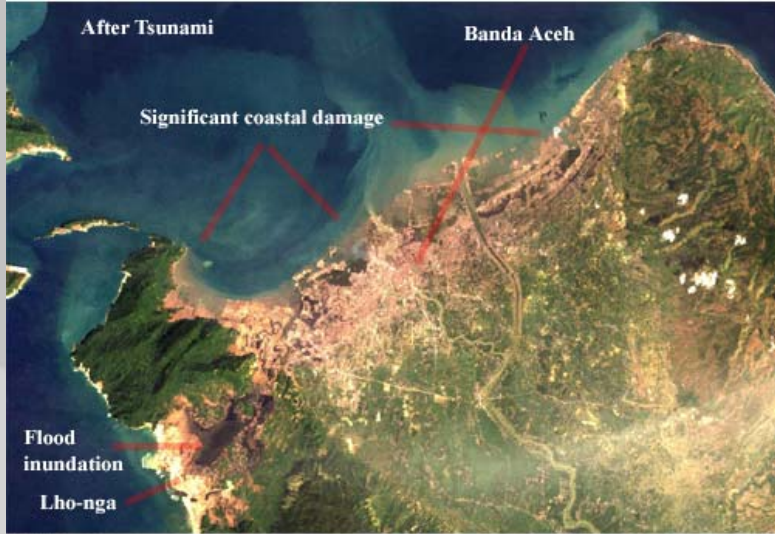 After Tsunami
Banda Aceh
Significant coastal damage
Flood
inundation
Lho-nga